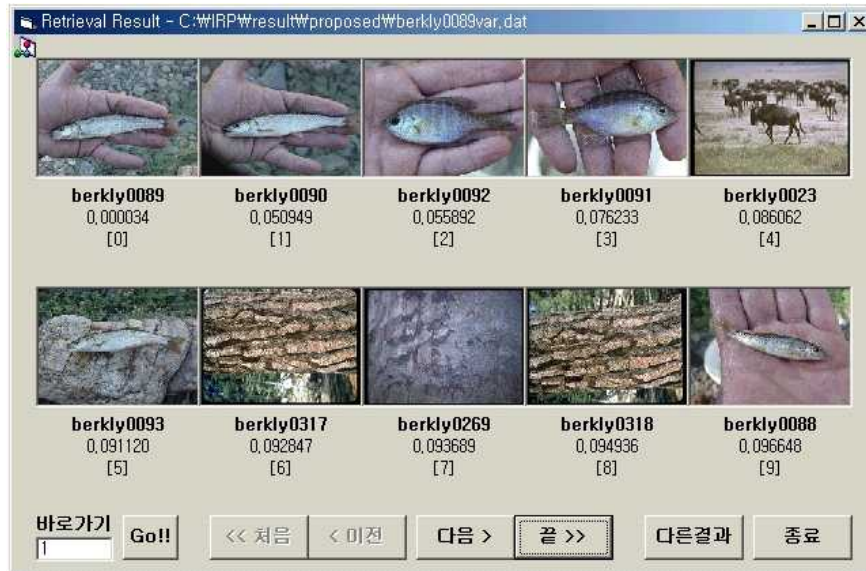 Retrieval Result - C:₩IRP₩result₩proposed₩berkly0089var.dat
berkly0089 berkly0090 berkly0092 berkly0091 berkly0023
0,000034 0,050949 0,055892 0,076233 0,086062
[0] [1] [2] [3] [4]
berkly0093 berkly0317 berkly0269 berkly0318 berkly0088
0,091120 0,092847 0,093689 0,094936 0,096648
[5] [6] [7] [8] [9]
바로가기
1 Go!! << 처음 < 이전 다음 > 끝 >> 다른결과 종료